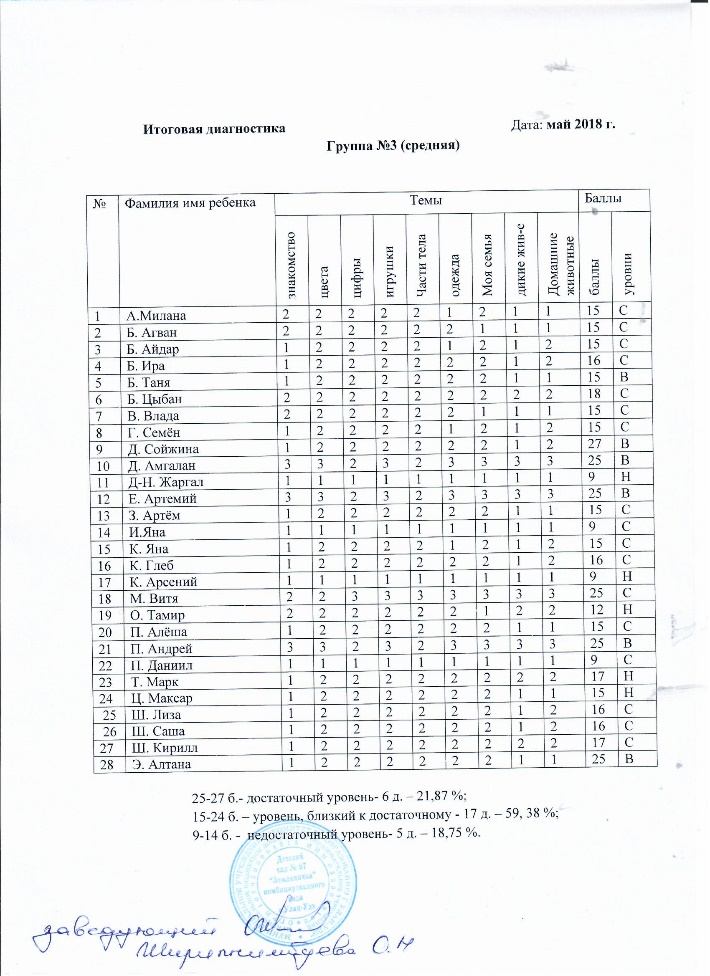 Итоговая диагностика Дата: май 2018 г.
Группа №3 (средняя)
№ Фамилия имя ребенка Темы Баллы
знакомство цвета цифры игрушки Части тела одежда Моя семья дикие жив-е Домашние животные баллы уровни
1 А.Милана 2 2 2 2 2 1 2 1 1 15 С
2 Б. Агван 2 2 2 2 2 2 1 1 1 15 С
3 Б. Айдар 1 2 2 2 2 1 2 1 2 15 С
4 Б. Ира 1 2 2 2 2 2 2 1 2 16 С
5 Б. Таня 1 2 2 2 2 2 2 1 1 15 В
6 Б. Цыбан 2 2 2 2 2 2 2 2 2 18 С
7 В. Влада 2 2 2 2 2 2 1 1 1 15 С
8 Г. Семён 1 2 2 2 2 1 2 1 2 15 С
9 Д. Сойжина 1 2 2 2 2 2 2 1 2 27 В
10 Д. Амгалан 3 3 2 3 2 3 3 3 3 25 В
11 Д-Н. Жаргал 1 1 1 1 1 1 1 1 1 9 Н
12 Е. Артемий 3 3 2 3 2 3 3 3 3 25 В
13 З. Артём 1 2 2 2 2 2 2 1 1 15 С
14 И.Яна 1 1 1 1 1 1 1 1 1 9 С
15 К. Яна 1 2 2 2 2 1 2 1 2 15 С
16 К. Глеб 1 2 2 2 2 2 2 1 2 16 С
17 К. Арсений 1 1 1 1 1 1 1 1 1 9 Н
18 М. Витя 2 2 3 3 3 3 3 3 3 25 С
19 О. Тамир 2 2 2 2 2 2 1 2 2 12 Н
20 П. Алёша 1 2 2 2 2 2 2 1 1 15 С
21 П. Андрей 3 3 2 3 2 3 3 3 3 25 В
22 П. Даниил 1 1 1 1 1 1 1 1 1 9 С
23 Т. Марк 1 2 2 2 2 2 2 2 2 17 Н
24 Ц. Максар 1 2 2 2 2 2 2 1 1 15 Н
25 Ш. Лиза 1 2 2 2 2 2 2 1 2 16 С
26 Ш. Саша 1 2 2 2 2 2 2 1 2 16 С
27 Ш. Кирилл 1 2 2 2 2 2 2 2 2 17 С
28 Э. Алтана 1 2 2 2 2 2 2 1 1 25 В
25-27 б.- достаточный уровень- 6 д. – 21,87 %;
15-24 б. – уровень, близкий к достаточному - 17 д. – 59, 38 %;
9-14 б. - недостаточный уровень- 5 д. – 18,75 %.
Детский
сад № 87
комбинированного
вида
г. Улан-Удэ
заведующий
О. Н